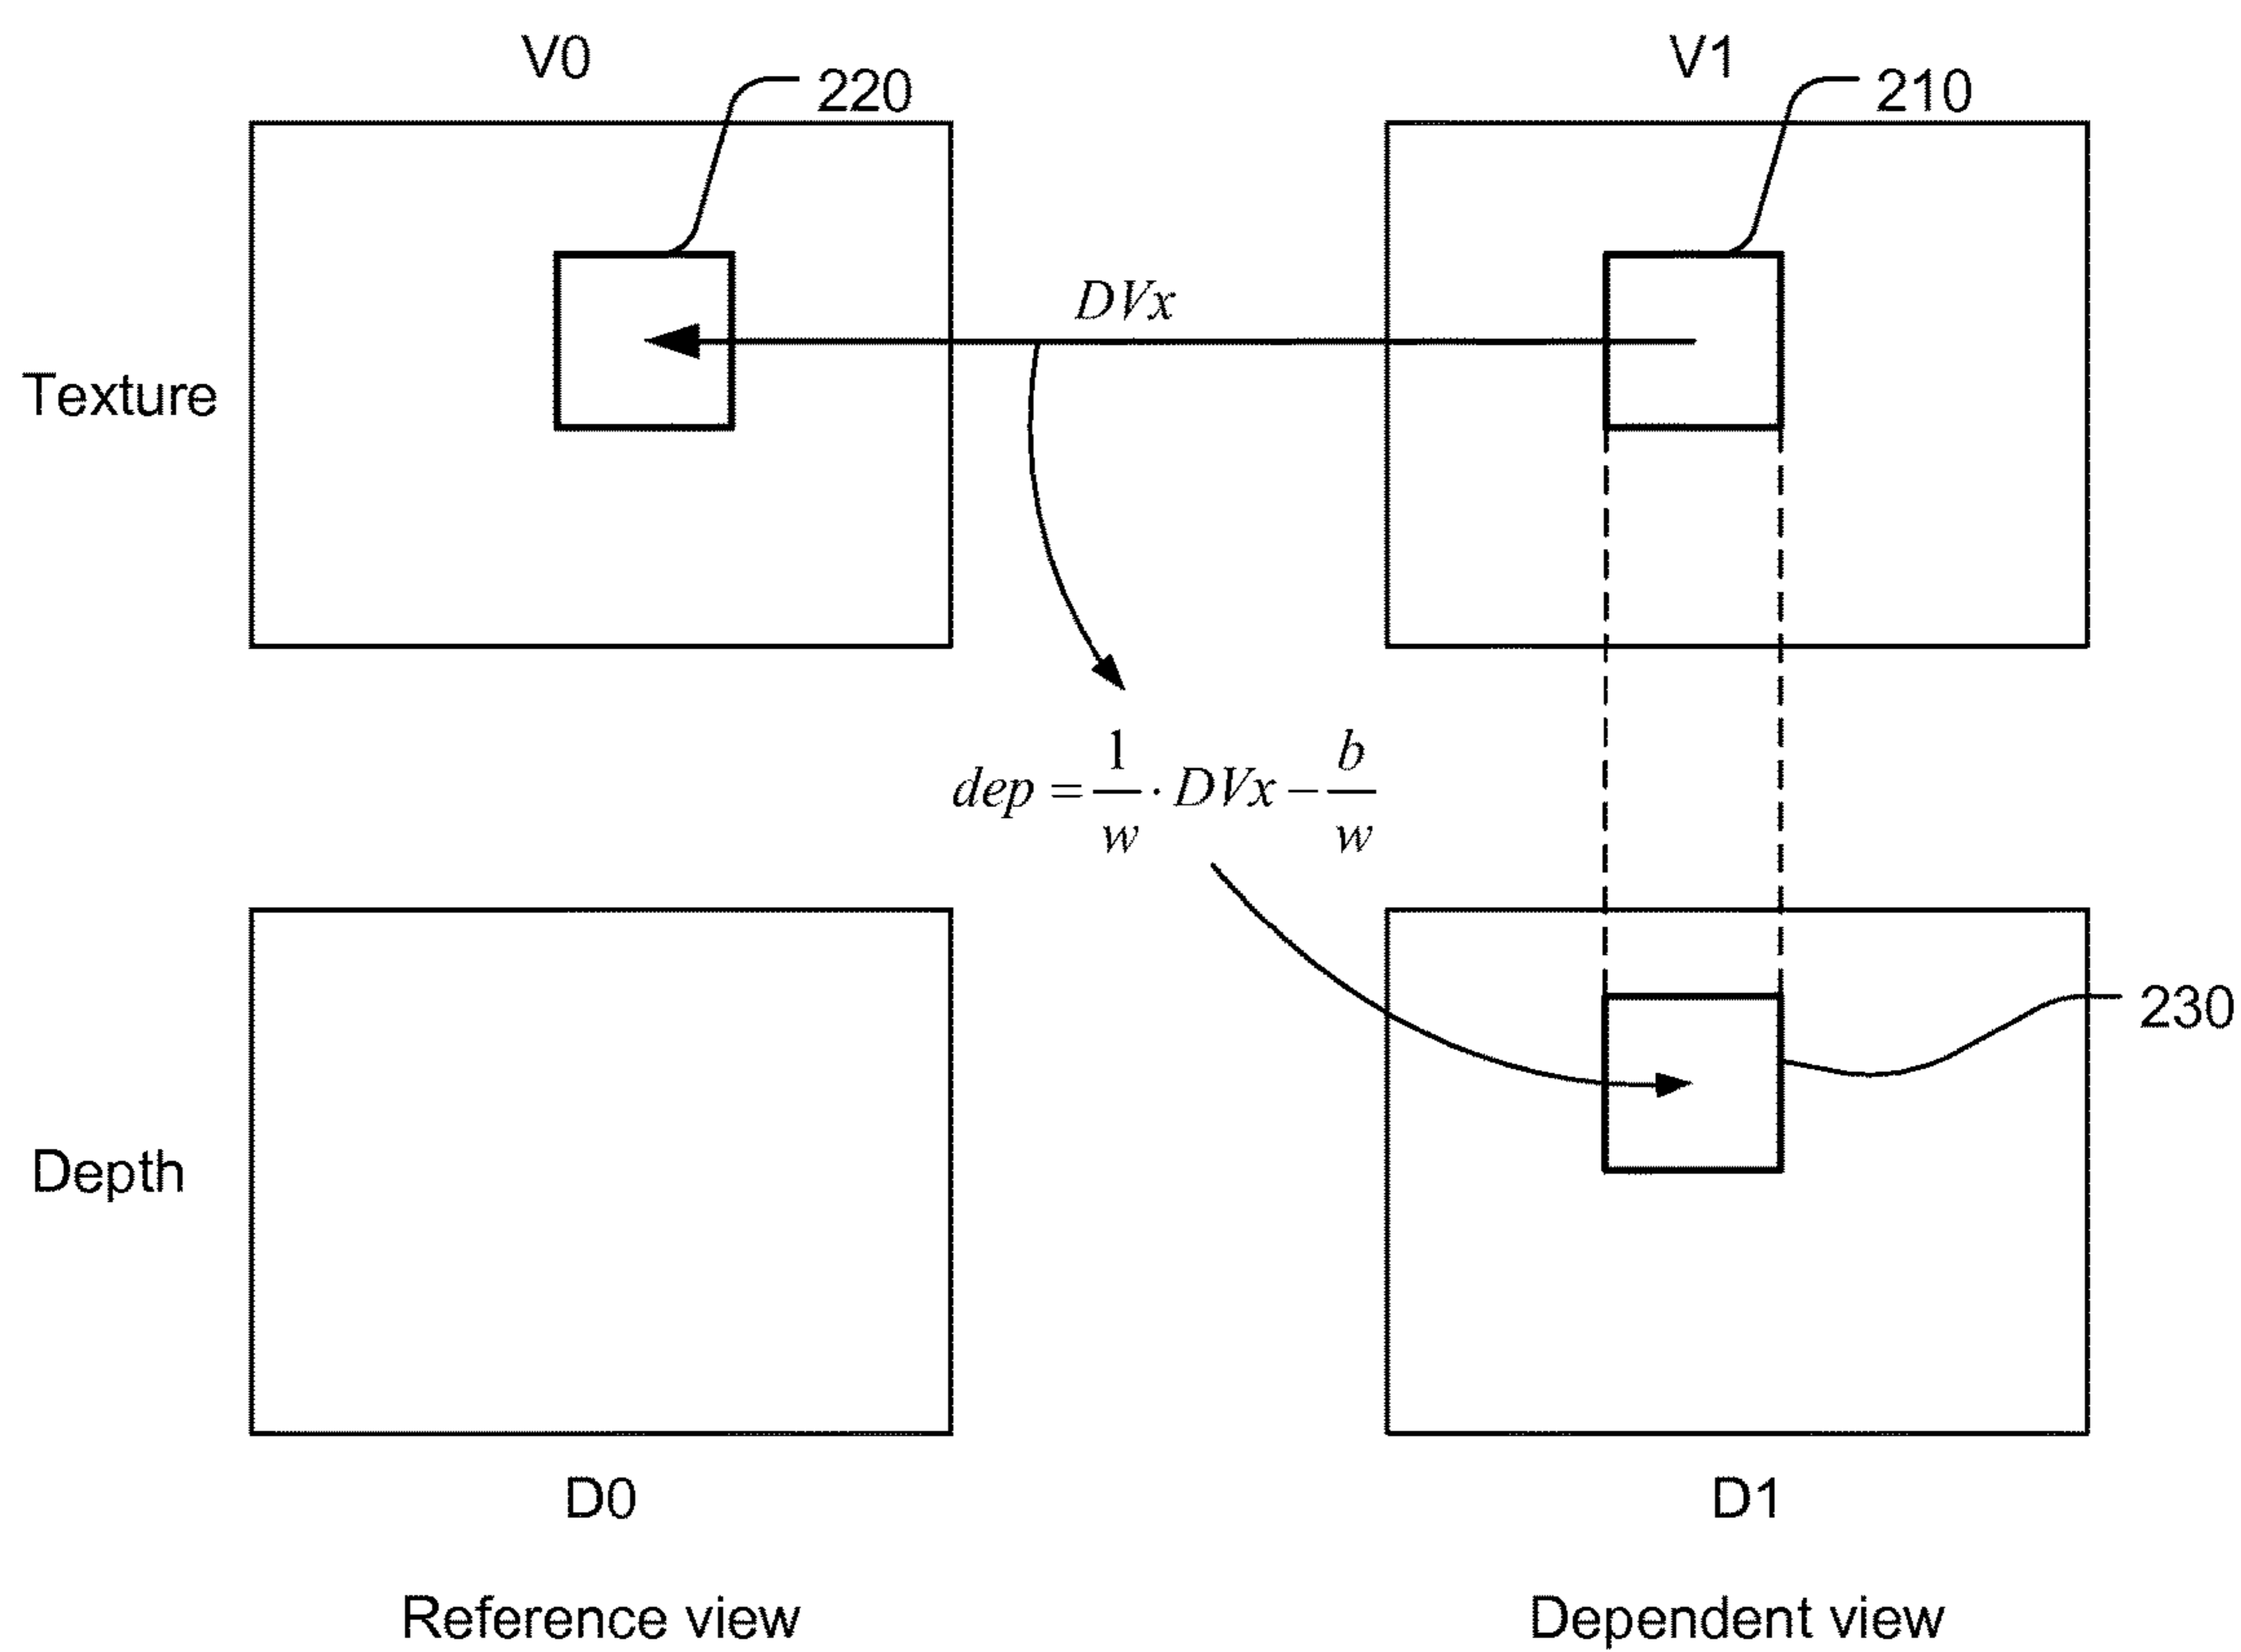 V0
V1
220
210
DVx
Texture
dep = 1/w · DVx − b/w
230
Depth
D0
D1
Reference view
Dependent view